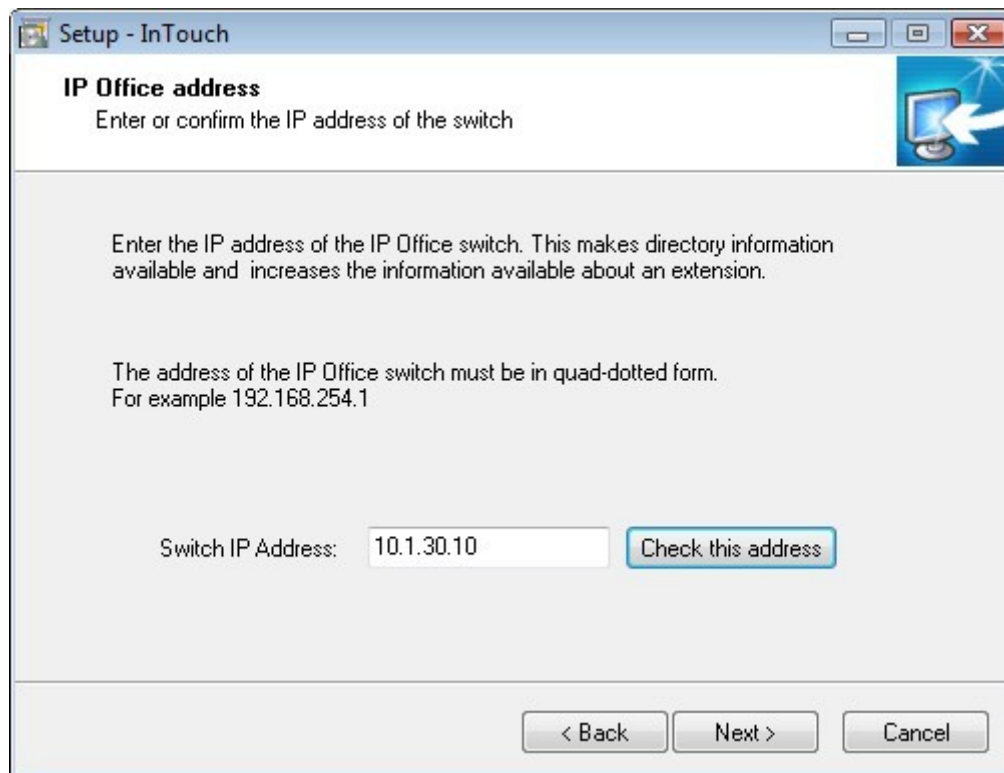 Setup - InTouch
IP Office address
Enter or confirm the IP address of the switch
Enter the IP address of the IP Office switch. This makes directory information
available and  increases the information available about an extension.
The address of the IP Office switch must be in quad-dotted form.
For example 192.168.254.1
Switch IP Address: 10.1.30.10 Check this address
< Back Next > Cancel